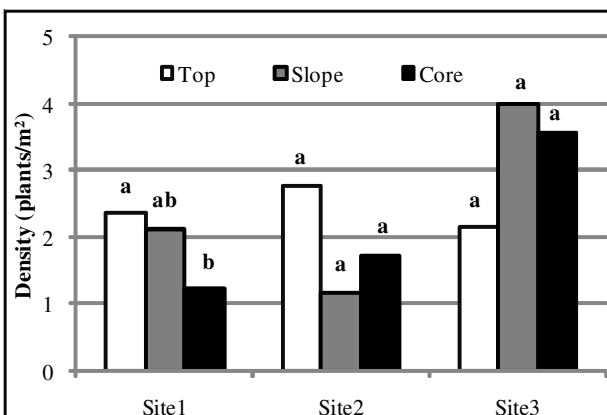 Density (plants/m²)
5
4
3
2
1
0
Top Slope Core
a ab b
a a a
a a a
Site1 Site2 Site3